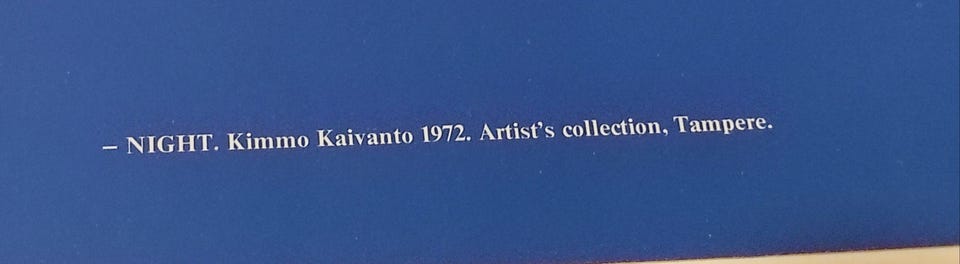 – NIGHT. Kimmo Kaivanto 1972. Artist's collection, Tampere.